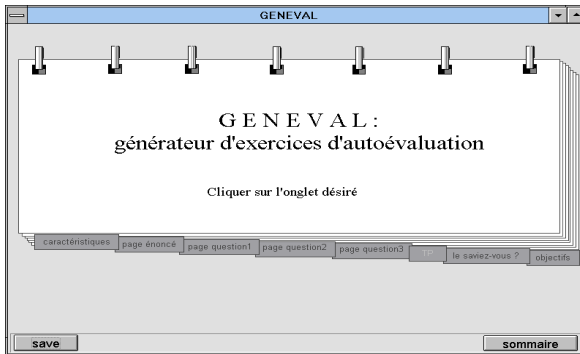 GENEVAL
G E N E V A L :
générateur d'exercices d'autoévaluation
Cliquer sur l'onglet désiré
caractéristiques
page énoncé
page question1
page question2
page question3
TP
le saviez-vous ?
objectifs
save
sommaire